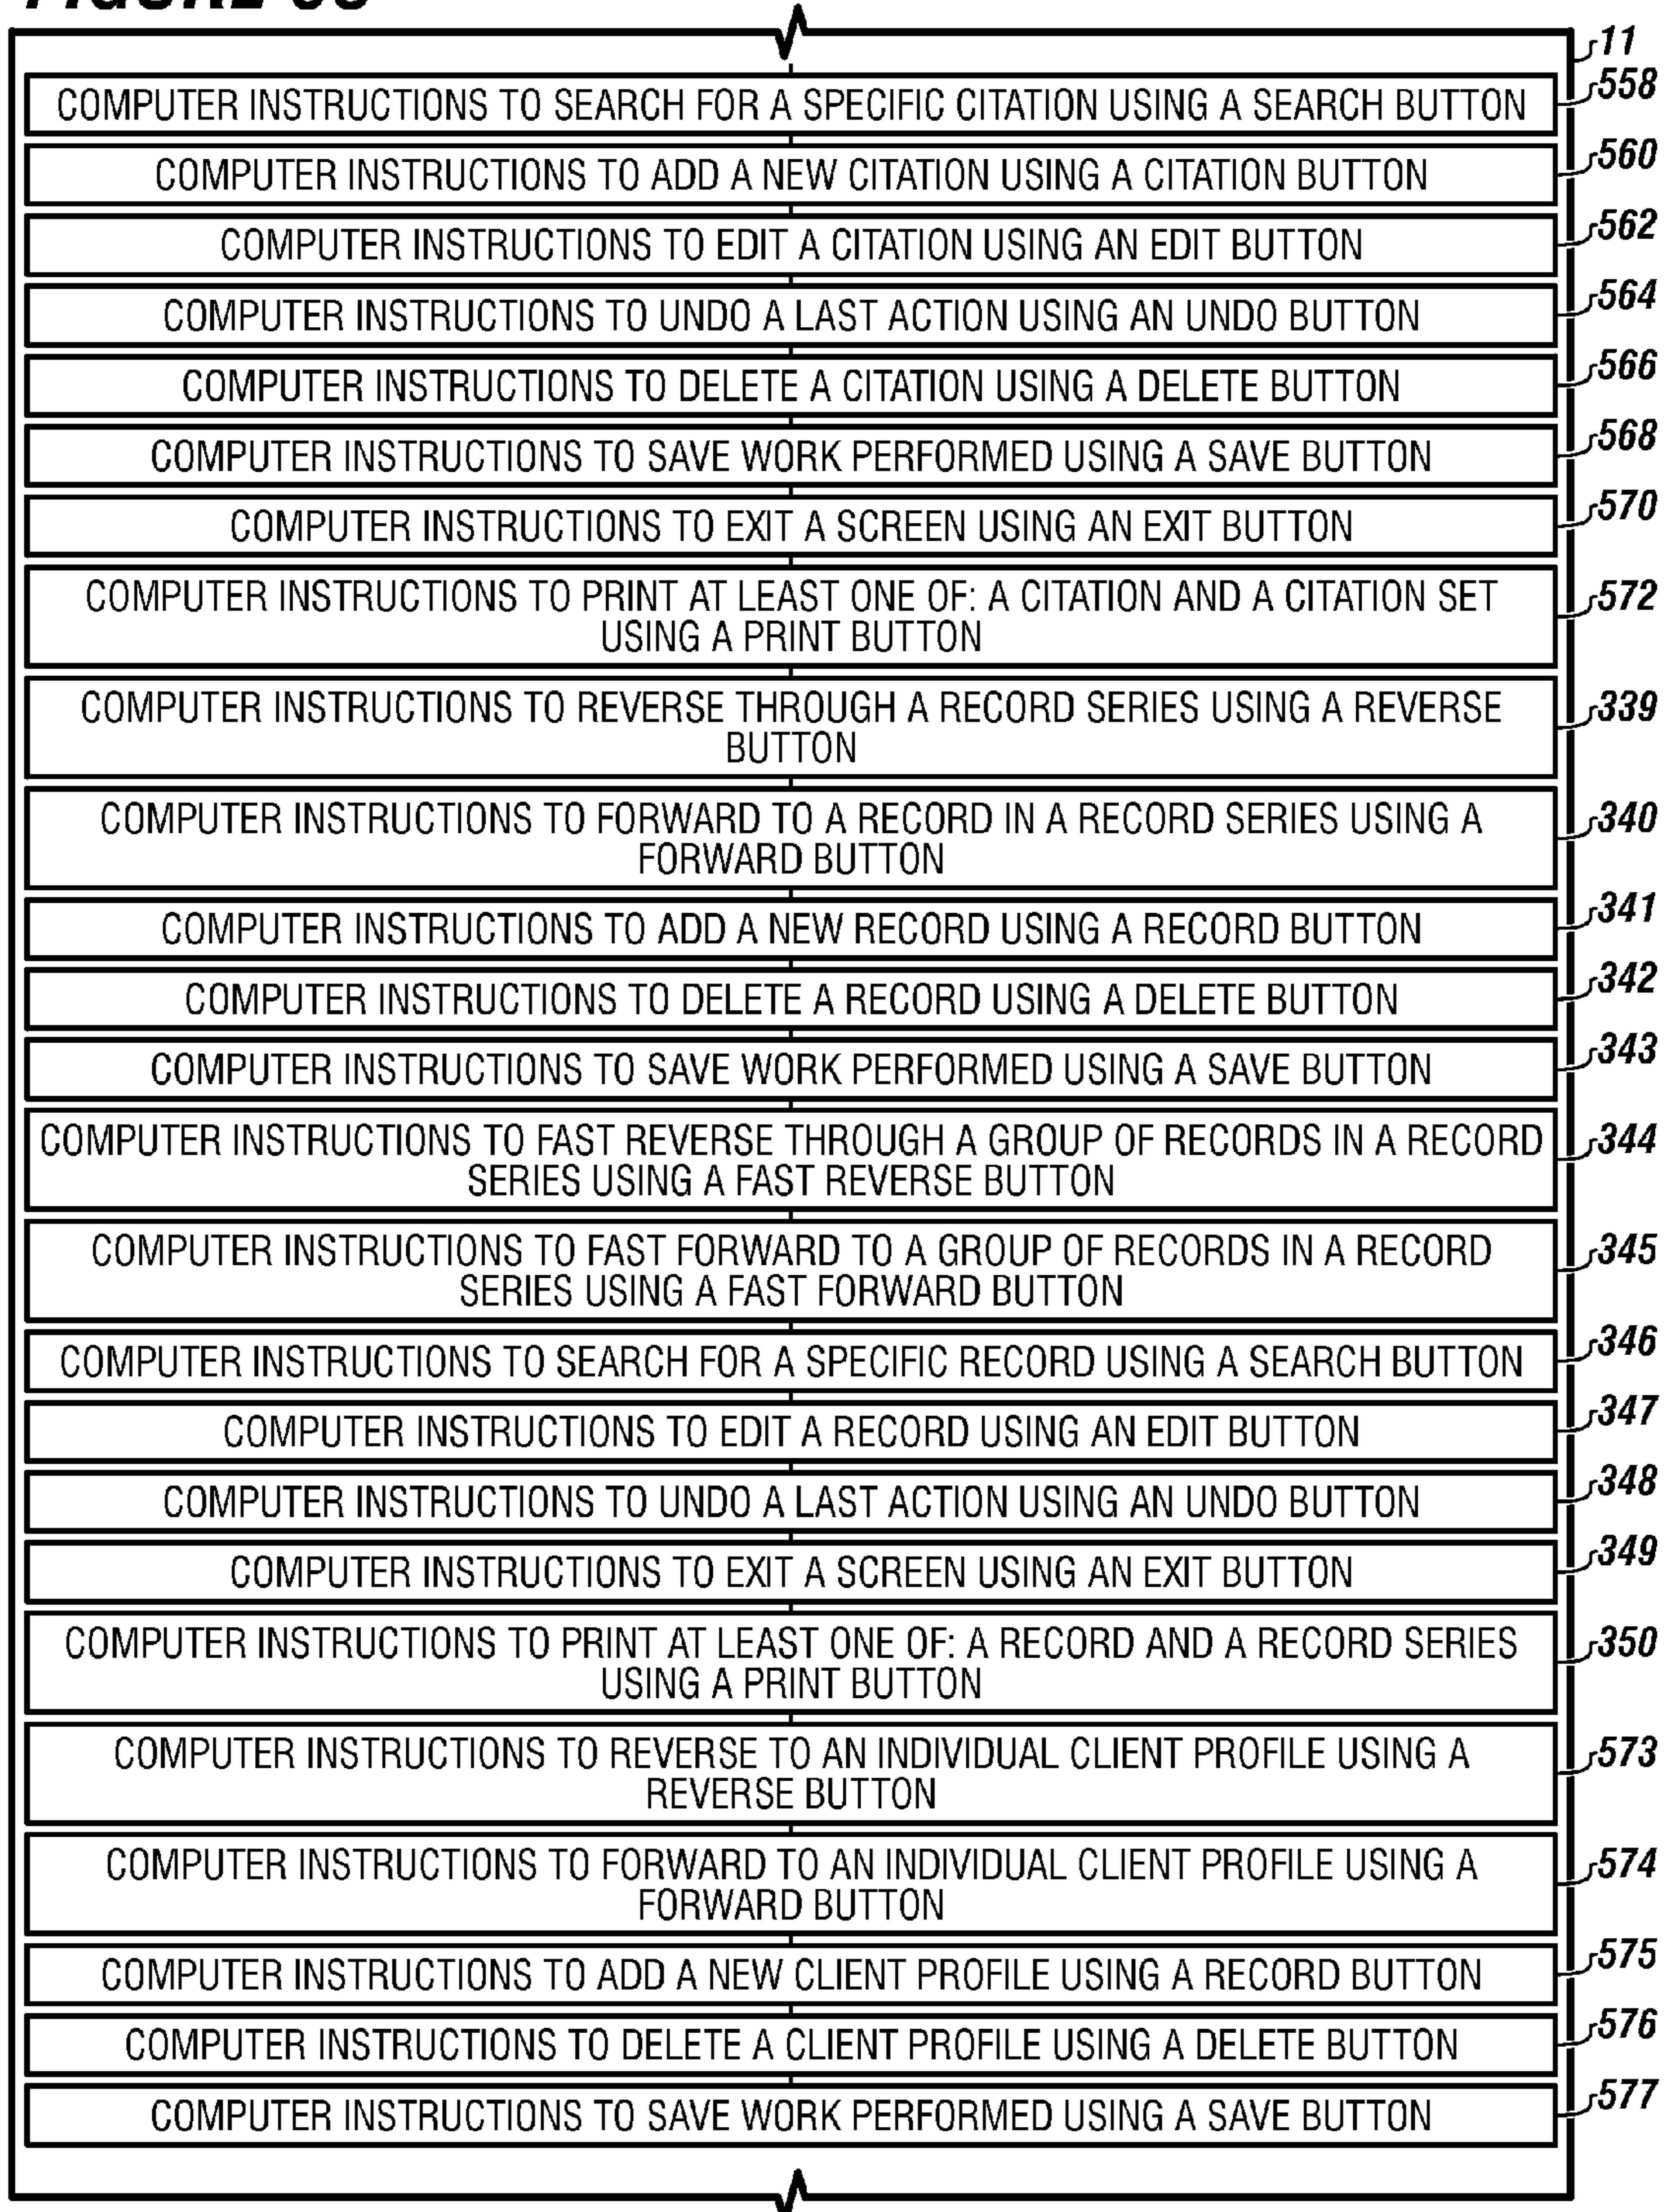 11
COMPUTER INSTRUCTIONS TO SEARCH FOR A SPECIFIC CITATION USING A SEARCH BUTTON 558
COMPUTER INSTRUCTIONS TO ADD A NEW CITATION USING A CITATION BUTTON 560
COMPUTER INSTRUCTIONS TO EDIT A CITATION USING AN EDIT BUTTON 562
COMPUTER INSTRUCTIONS TO UNDO A LAST ACTION USING AN UNDO BUTTON 564
COMPUTER INSTRUCTIONS TO DELETE A CITATION USING A DELETE BUTTON 566
COMPUTER INSTRUCTIONS TO SAVE WORK PERFORMED USING A SAVE BUTTON 568
COMPUTER INSTRUCTIONS TO EXIT A SCREEN USING AN EXIT BUTTON 570
COMPUTER INSTRUCTIONS TO PRINT AT LEAST ONE OF: A CITATION AND A CITATION SET 572
USING A PRINT BUTTON
COMPUTER INSTRUCTIONS TO REVERSE THROUGH A RECORD SERIES USING A REVERSE 339
BUTTON
COMPUTER INSTRUCTIONS TO FORWARD TO A RECORD IN A RECORD SERIES USING A 340
FORWARD BUTTON
COMPUTER INSTRUCTIONS TO ADD A NEW RECORD USING A RECORD BUTTON 341
COMPUTER INSTRUCTIONS TO DELETE A RECORD USING A DELETE BUTTON 342
COMPUTER INSTRUCTIONS TO SAVE WORK PERFORMED USING A SAVE BUTTON 343
COMPUTER INSTRUCTIONS TO FAST REVERSE THROUGH A GROUP OF RECORDS IN A RECORD 344
SERIES USING A FAST REVERSE BUTTON
COMPUTER INSTRUCTIONS TO FAST FORWARD TO A GROUP OF RECORDS IN A RECORD 345
SERIES USING A FAST FORWARD BUTTON
COMPUTER INSTRUCTIONS TO SEARCH FOR A SPECIFIC RECORD USING A SEARCH BUTTON 346
COMPUTER INSTRUCTIONS TO EDIT A RECORD USING AN EDIT BUTTON 347
COMPUTER INSTRUCTIONS TO UNDO A LAST ACTION USING AN UNDO BUTTON 348
COMPUTER INSTRUCTIONS TO EXIT A SCREEN USING AN EXIT BUTTON 349
COMPUTER INSTRUCTIONS TO PRINT AT LEAST ONE OF: A RECORD AND A RECORD SERIES 350
USING A PRINT BUTTON
COMPUTER INSTRUCTIONS TO REVERSE TO AN INDIVIDUAL CLIENT PROFILE USING A 573
REVERSE BUTTON
COMPUTER INSTRUCTIONS TO FORWARD TO AN INDIVIDUAL CLIENT PROFILE USING A 574
FORWARD BUTTON
COMPUTER INSTRUCTIONS TO ADD A NEW CLIENT PROFILE USING A RECORD BUTTON 575
COMPUTER INSTRUCTIONS TO DELETE A CLIENT PROFILE USING A DELETE BUTTON 576
COMPUTER INSTRUCTIONS TO SAVE WORK PERFORMED USING A SAVE BUTTON 577